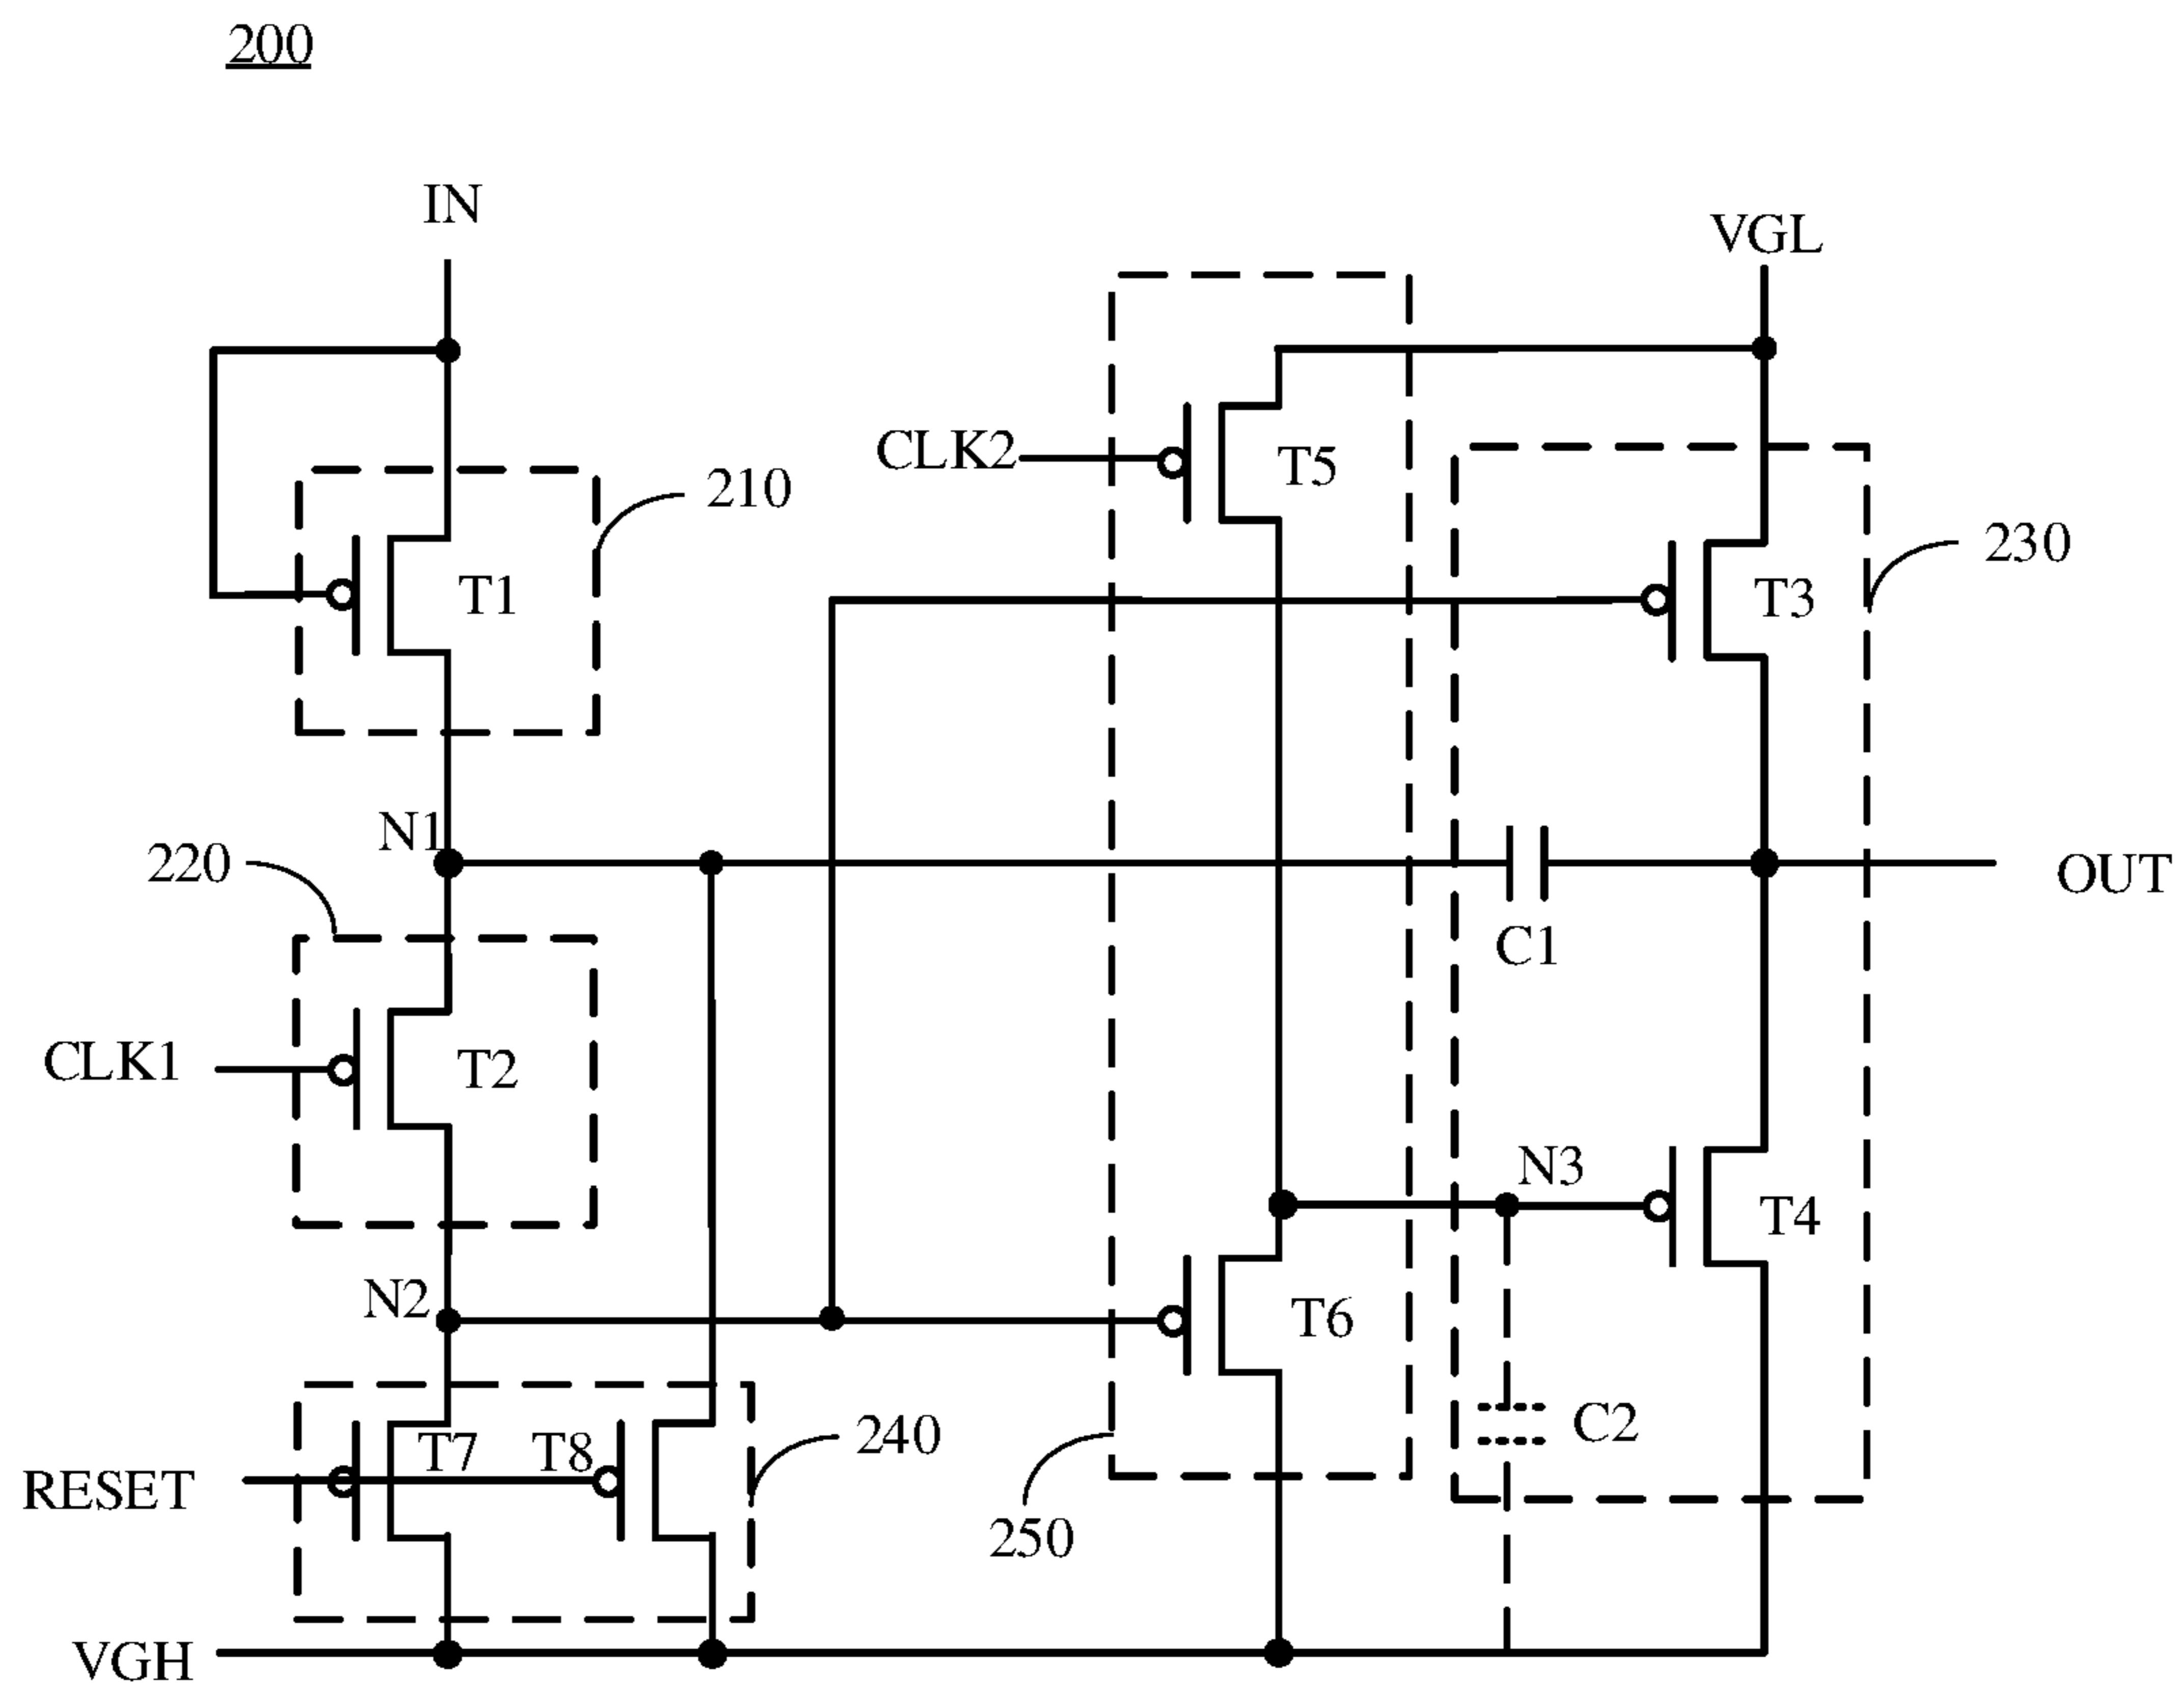 200
IN
VGL
CLK2
T5
210
230
T1
T3
N1
220
OUT
C1
CLK1
T2
N3
T4
N2
T6
C2
240
T7
T8
RESET
250
VGH